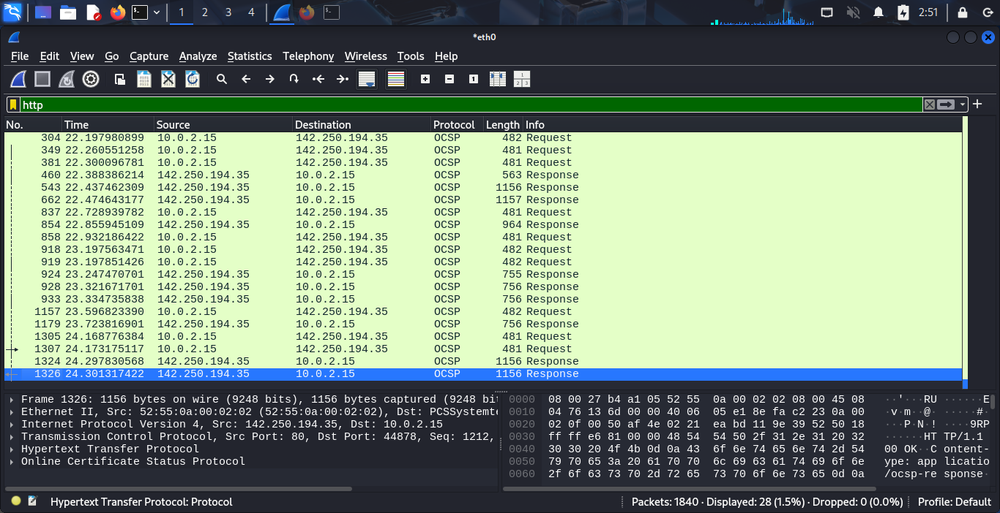 1 2 3 4 2:51
*eth0
File Edit View Go Capture Analyze Statistics Telephony Wireless Tools Help
http
No. Time Source Destination Protocol Length Info
304 22.197980899 10.0.2.15 142.250.194.35 OCSP 482 Request
349 22.260551258 10.0.2.15 142.250.194.35 OCSP 481 Request
381 22.300096781 10.0.2.15 142.250.194.35 OCSP 481 Request
460 22.388386214 142.250.194.35 10.0.2.15 OCSP 563 Response
543 22.437462309 142.250.194.35 10.0.2.15 OCSP 1156 Response
662 22.474643177 142.250.194.35 10.0.2.15 OCSP 1157 Response
837 22.728939782 10.0.2.15 142.250.194.35 OCSP 481 Request
854 22.855945109 142.250.194.35 10.0.2.15 OCSP 964 Response
858 22.932186422 10.0.2.15 142.250.194.35 OCSP 481 Request
918 23.197563471 10.0.2.15 142.250.194.35 OCSP 482 Request
919 23.197851426 10.0.2.15 142.250.194.35 OCSP 482 Request
924 23.247470701 142.250.194.35 10.0.2.15 OCSP 755 Response
928 23.321671701 142.250.194.35 10.0.2.15 OCSP 756 Response
933 23.334735838 142.250.194.35 10.0.2.15 OCSP 756 Response
1157 23.596823390 10.0.2.15 142.250.194.35 OCSP 482 Request
1179 23.723816901 142.250.194.35 10.0.2.15 OCSP 756 Response
1305 24.168776384 10.0.2.15 142.250.194.35 OCSP 481 Request
1307 24.173175117 10.0.2.15 142.250.194.35 OCSP 481 Request
1324 24.297830568 142.250.194.35 10.0.2.15 OCSP 1156 Response
1326 24.301317422 142.250.194.35 10.0.2.15 OCSP 1156 Response
Frame 1326: 1156 bytes on wire (9248 bits), 1156 bytes captured (9248 bi
Ethernet II, Src: 52:55:0a:00:02:02 (52:55:0a:00:02:02), Dst: PCSSystemte
Internet Protocol Version 4, Src: 142.250.194.35, Dst: 10.0.2.15
Transmission Control Protocol, Src Port: 80, Dst Port: 44878, Seq: 1212,
Hypertext Transfer Protocol
Online Certificate Status Protocol
0000 08 00 27 b4 a1 05 52 55 0a 00 02 02 08 00 45 08 ··'···RU ······E
0010 04 76 13 6d 00 00 40 06 05 e1 8e fa c2 23 0a 00 ·v·m··@· ·····#·
0020 02 0f 00 50 af 4e 02 21 ea bd 11 9e 39 52 50 18 ···P·N·! ····9RP
0030 ff ff e6 81 00 00 48 54 54 50 2f 31 2e 31 20 32 ······HT TP/1.1
0040 30 30 20 4f 4b 0d 0a 43 6f 6e 74 65 6e 74 2d 54 00 OK··C ontent-
0050 79 70 65 3a 20 61 70 70 6c 69 63 61 74 69 6f 6e ype: app licatio
0060 2f 6f 63 73 70 2d 72 65 73 70 6f 6e 73 65 0d 0a /ocsp-re sponse·
Hypertext Transfer Protocol: Protocol
Packets: 1840 · Displayed: 28 (1.5%) · Dropped: 0 (0.0%) Profile: Default